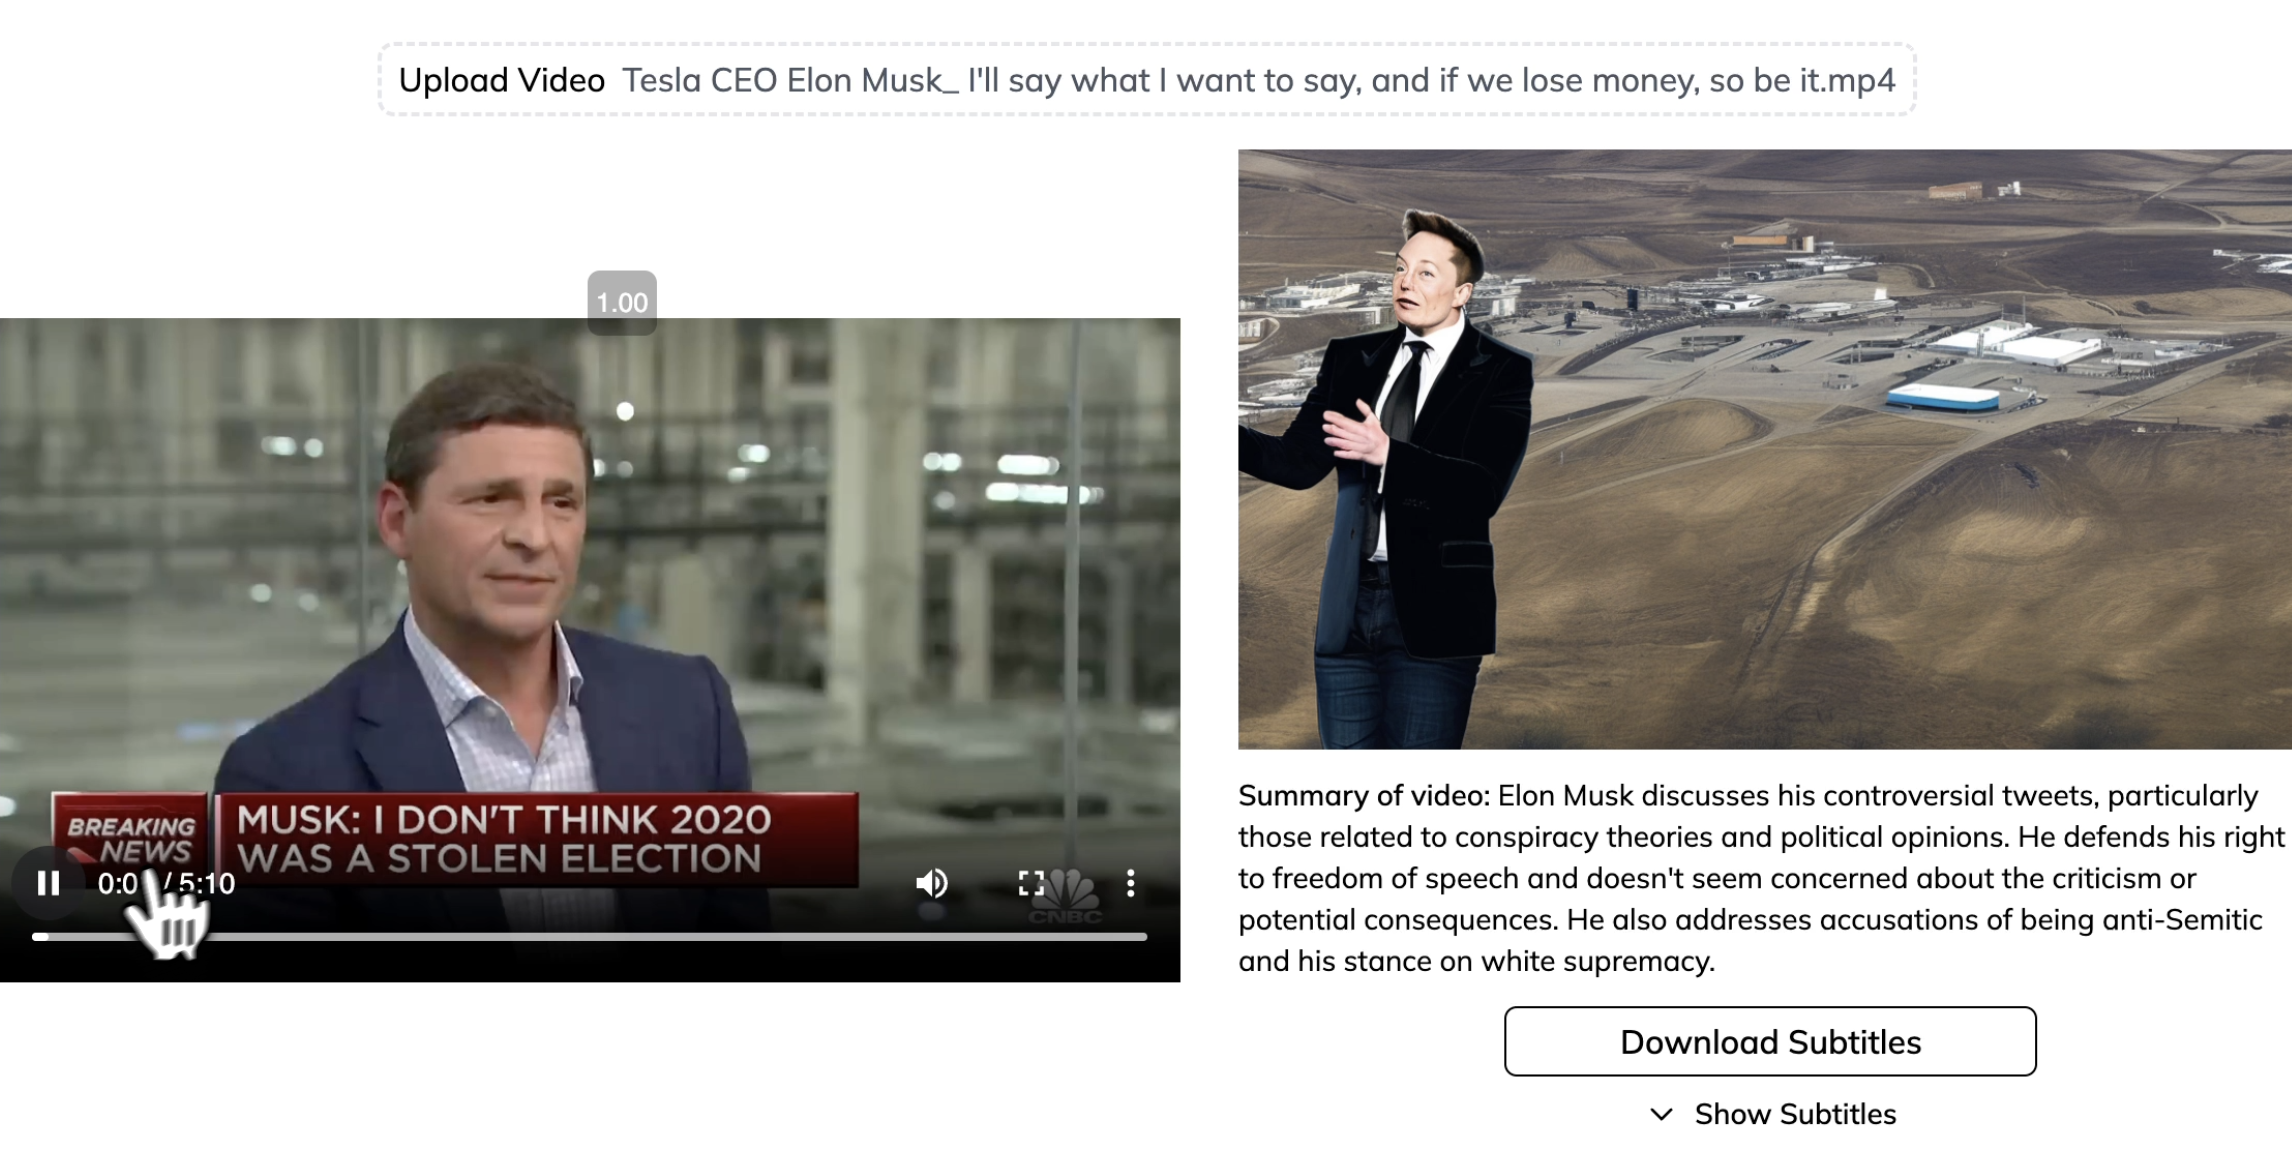 Upload Video Tesla CEO Elon Musk_ I'll say what I want to say, and if we lose money, so be it.mp4
1.00
BREAKING
NEWS
MUSK: I DON'T THINK 2020
WAS A STOLEN ELECTION
0:0 / 5:10
CNBC
Summary of video: Elon Musk discusses his controversial tweets, particularly
those related to conspiracy theories and political opinions. He defends his right
to freedom of speech and doesn't seem concerned about the criticism or
potential consequences. He also addresses accusations of being anti-Semitic
and his stance on white supremacy.
Download Subtitles
Show Subtitles